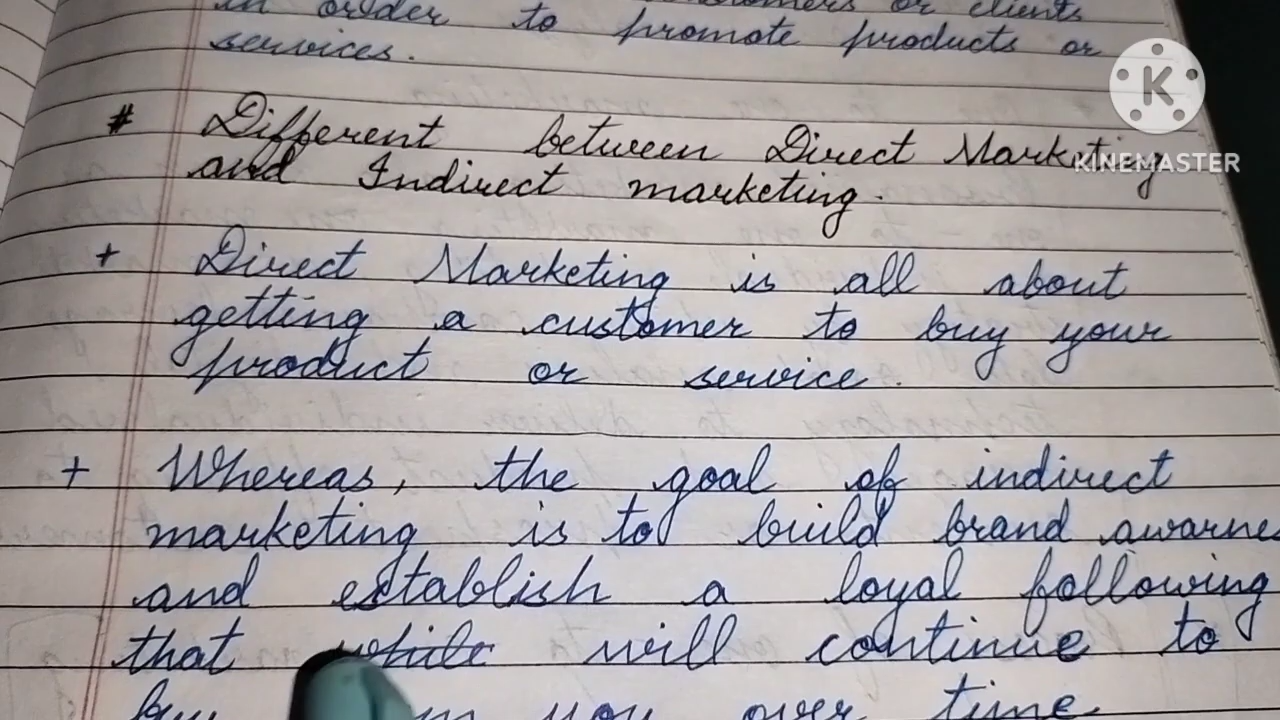 in order to promote products or
services.
# Different between Direct Marketing
and Indirect marketing.
+ Direct Marketing is all about
getting a customer to buy your
product or service.
+ Whereas, the goal of indirect
marketing is to build brand awarne
and establish a loyal following
that while will continue to
you over time
K
KINEMASTER